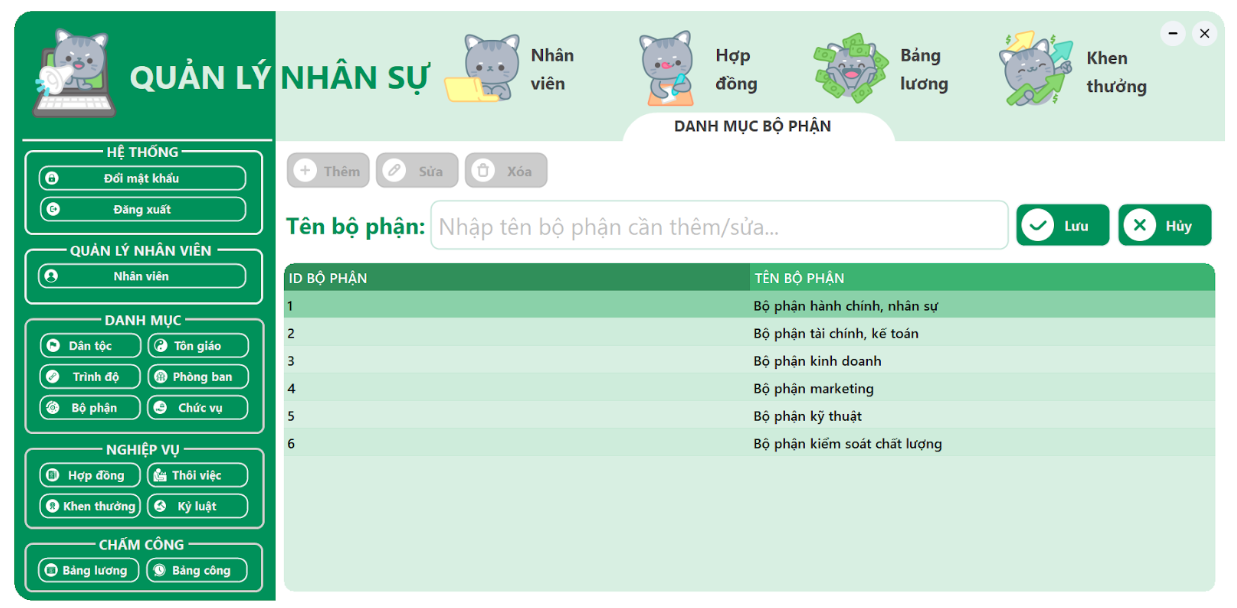 QUẢN LÝ NHÂN SỰ
Nhân
viên
Hợp
đồng
Bảng
lương
Khen
thưởng
DANH MỤC BỘ PHẬN
HỆ THỐNG
Đổi mật khẩu
Đăng xuất
QUẢN LÝ NHÂN VIÊN
Nhân viên
DANH MỤC
Dân tộc
Tôn giáo
Trình độ
Phòng ban
Bộ phận
Chức vụ
NGHIỆP VỤ
Hợp đồng
Thôi việc
Khen thưởng
Kỷ luật
CHẤM CÔNG
Bảng lương
Bảng công
Thêm
Sửa
Xóa
Tên bộ phận:
Nhập tên bộ phận cần thêm/sửa...
Lưu
Hủy
ID BỘ PHẬN TÊN BỘ PHẬN
1 Bộ phận hành chính, nhân sự
2 Bộ phận tài chính, kế toán
3 Bộ phận kinh doanh
4 Bộ phận marketing
5 Bộ phận kỹ thuật
6 Bộ phận kiểm soát chất lượng